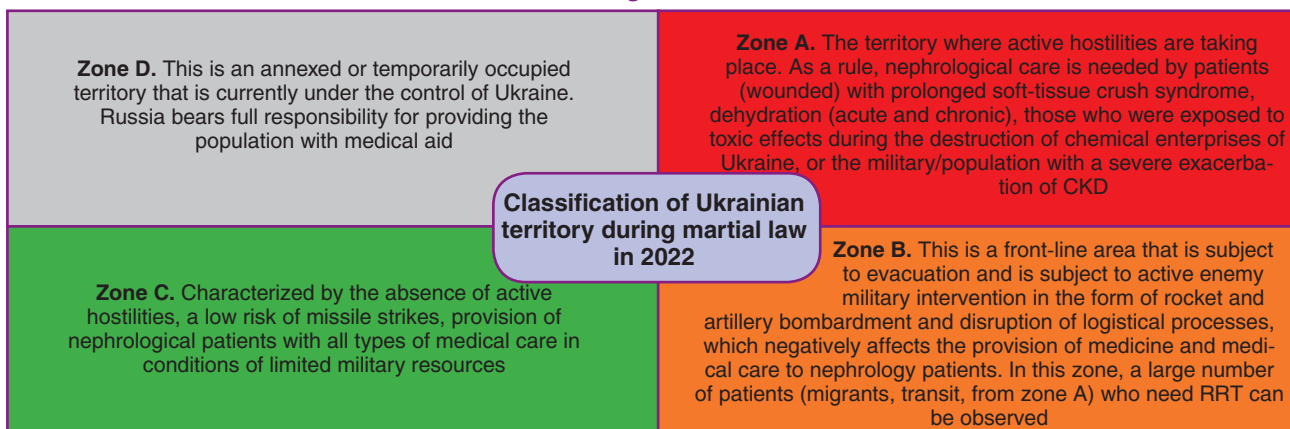 Zone D. This is an annexed or temporarily occupied
territory that is currently under the control of Ukraine.
Russia bears full responsibility for providing the
population with medical aid
Zone A. The territory where active hostilities are taking
place. As a rule, nephrological care is needed by patients
(wounded) with prolonged soft-tissue crush syndrome,
dehydration (acute and chronic), those who were exposed to
toxic effects during the destruction of chemical enterprises of
Ukraine, or the military/population with a severe exacerba-
tion of CKD
Classification of Ukrainian
territory during martial law
in 2022
Zone C. Characterized by the absence of active
hostilities, a low risk of missile strikes, provision of
nephrological patients with all types of medical care in
conditions of limited military resources
Zone B. This is a front-line area that is subject
to evacuation and is subject to active enemy
military intervention in the form of rocket and
artillery bombardment and disruption of logistical processes,
which negatively affects the provision of medicine and medi-
cal care to nephrology patients. In this zone, a large number
of patients (migrants, transit, from zone A) who need RRT can
be observed